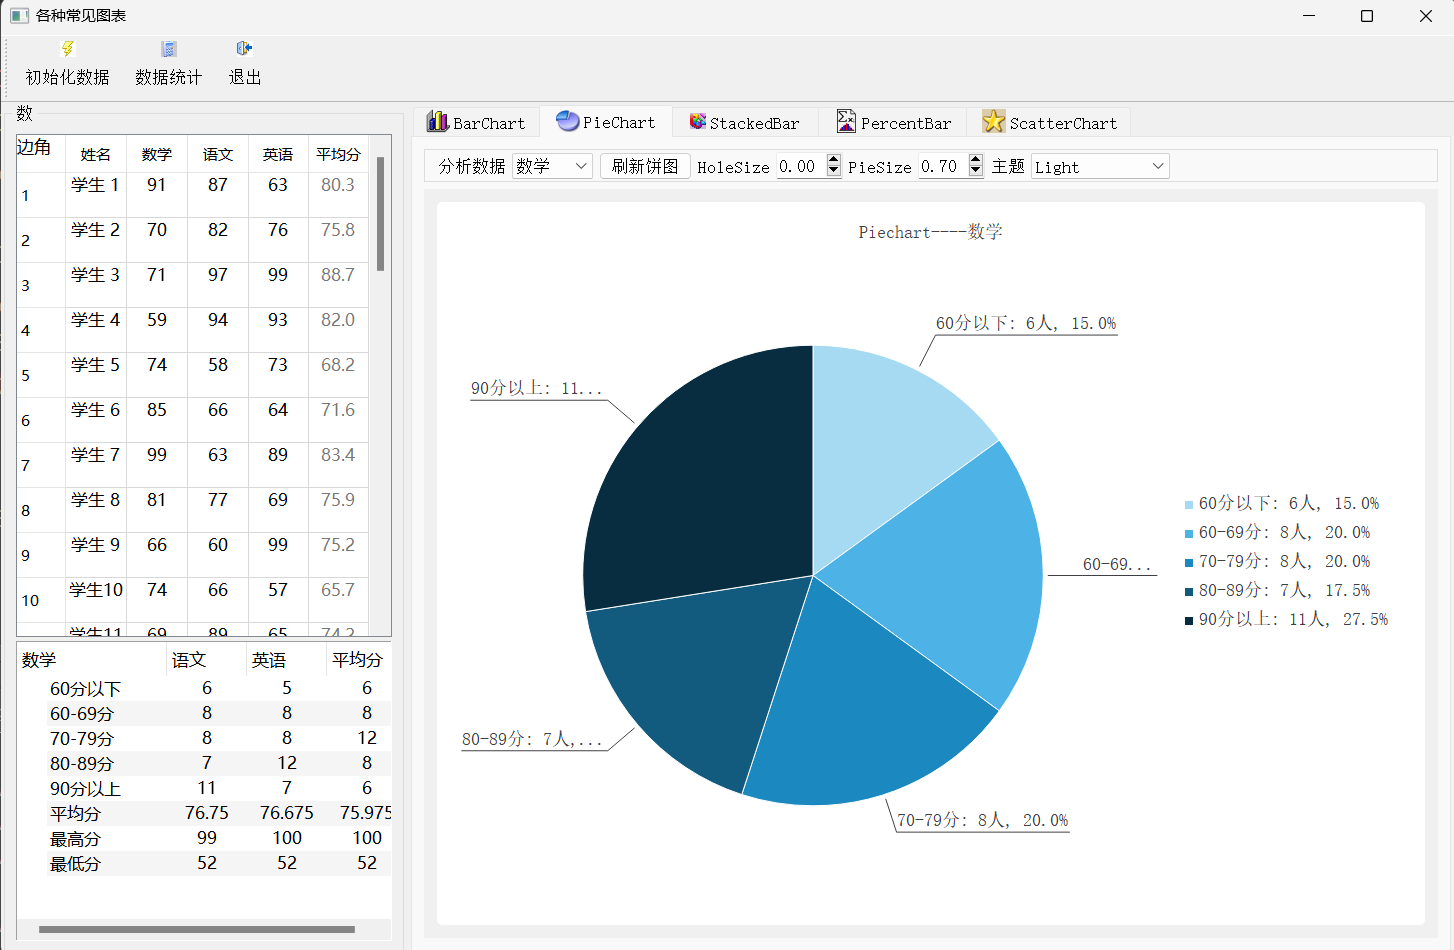 各种常见图表
初始化数据 数据统计 退出
数
边角 姓名 数学 语文 英语 平均分
1 学生 1 91 87 63 80.3
2 学生 2 70 82 76 75.8
3 学生 3 71 97 99 88.7
4 学生 4 59 94 93 82.0
5 学生 5 74 58 73 68.2
6 学生 6 85 66 64 71.6
7 学生 7 99 63 89 83.4
8 学生 8 81 77 69 75.9
9 学生 9 66 60 99 75.2
10 学生10 74 66 57 65.7
学生11 69 89 65 74.2
数学 语文 英语 平均分
60分以下 6 5 6
60-69分 8 8 8
70-79分 8 8 12
80-89分 7 12 8
90分以上 11 7 6
平均分 76.75 76.675 75.975
最高分 99 100 100
最低分 52 52 52
BarChart PieChart StackedBar PercentBar ScatterChart
分析数据 数学 刷新饼图 HoleSize 0.00 PieSize 0.70 主题 Light
Piechart----数学
60分以下: 6人, 15.0%
90分以上: 11...
60-69...
80-89分: 7人,...
70-79分: 8人, 20.0%
60分以下: 6人, 15.0%
60-69分: 8人, 20.0%
70-79分: 8人, 20.0%
80-89分: 7人, 17.5%
90分以上: 11人, 27.5%